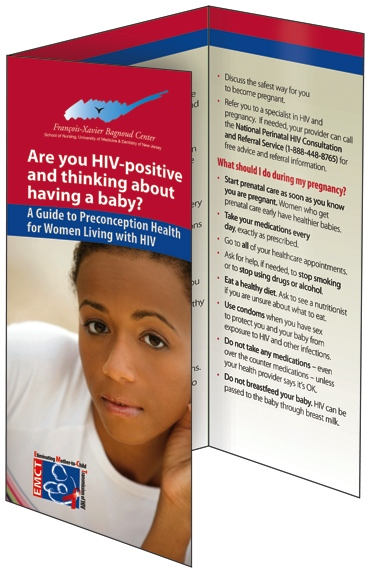 François-Xavier Bagnoud Center
School of Nursing, University of Medicine & Dentistry of New Jersey
Are you HIV-positive
and thinking about
having a baby?
A Guide to Preconception Health
for Women Living with HIV
Eliminating Mother-to-Child
Transmission of HIV
EMCT
• Discuss the safest way for you
to become pregnant.
• Refer you to a specialist in HIV and
pregnancy. If needed, your provider can call
the National Perinatal HIV Consultation
and Referral Service (1-888-448-8765) for
free advice and referral information.
What should I do during my pregnancy?
• Start prenatal care as soon as you know
you are pregnant. Women who get
prenatal care early have healthier babies.
• Take your medications every
day, exactly as prescribed.
• Go to all of your healthcare appointments.
• Ask for help, if needed, to stop smoking
or to stop using drugs or alcohol.
• Eat a healthy diet. Ask to see a nutritionist
if you are unsure about what to eat.
• Use condoms when you have sex
to protect you and your baby from
exposure to HIV and other infections.
• Do not take any medications – even
over the counter medications – unless
your health provider says it's OK.
• Do not breastfeed your baby. HIV can be
passed to the baby through breast milk.